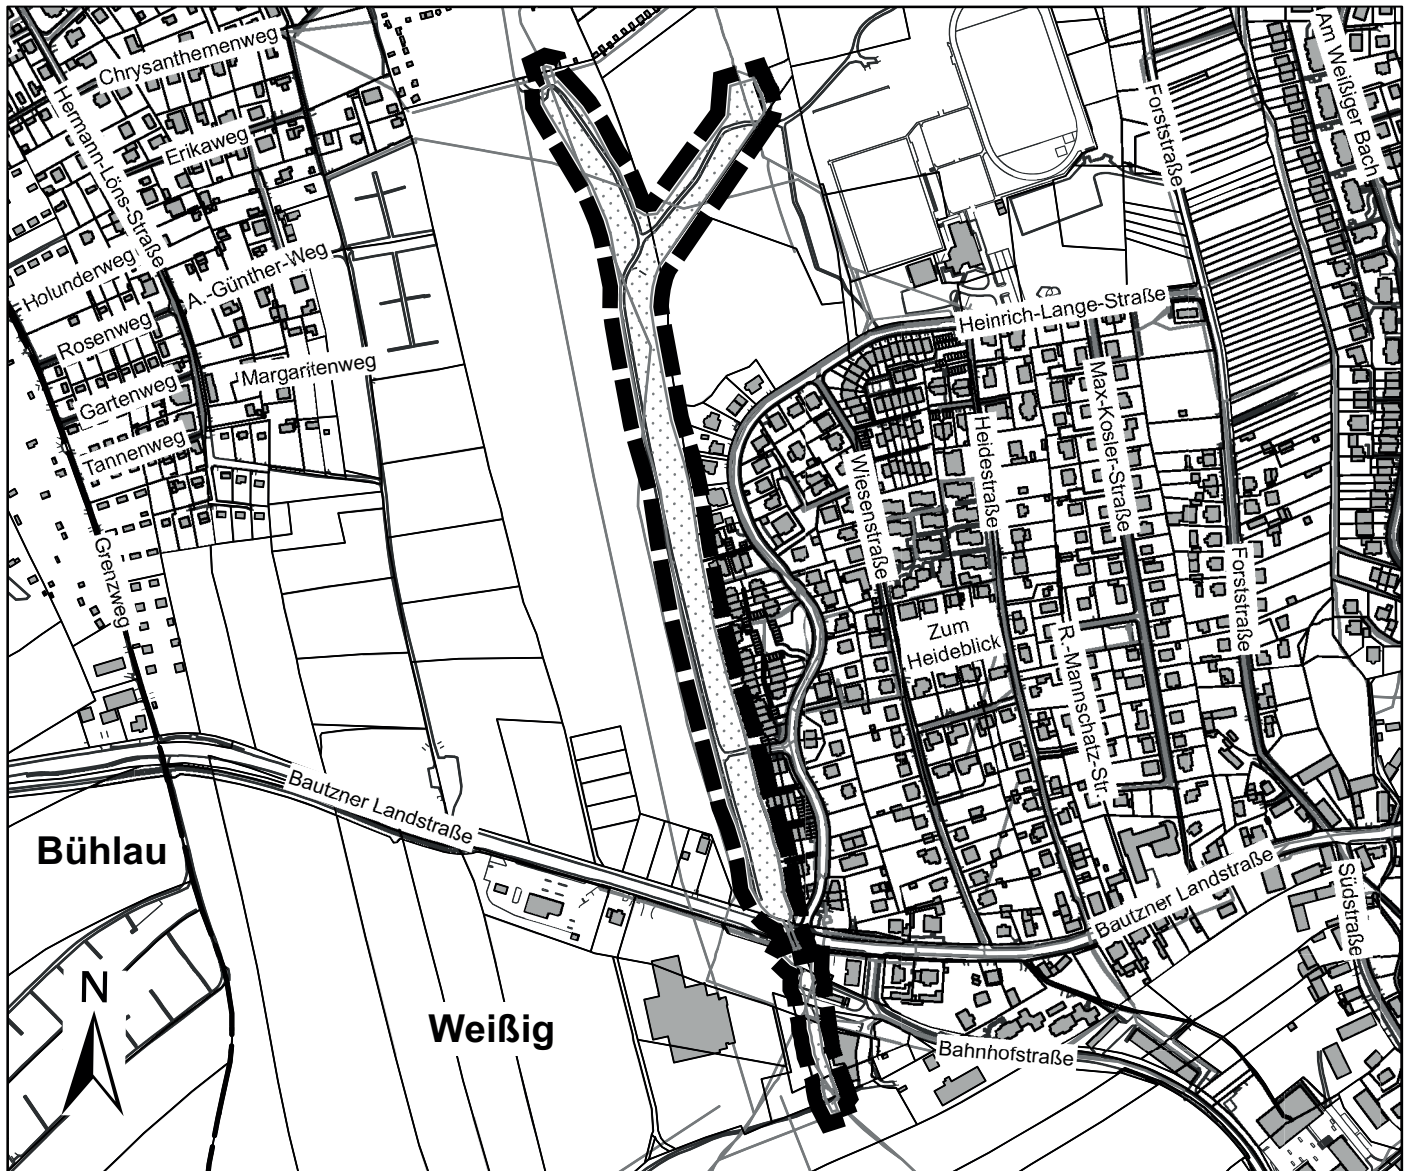 Chrysanthemenweg
Hermann-Löns-Straße
Erikaweg
Holunderweg
A.-Günther-Weg
Rosenweg
Margaritenweg
Gartenweg
Tannenweg
Grenzweg
Forststraße
Am Weißiger Bach
Heinrich-Lange-Straße
Max-Kosler-Straße
Heidestraße
Wiesenstraße
Forststraße
Zum
Heideblick
R.-Mannschatz-Str.
Bautzner Landstraße
Bühlau
Bautzner Landstraße
Südstraße
N
Weißig
Bahnhofstraße